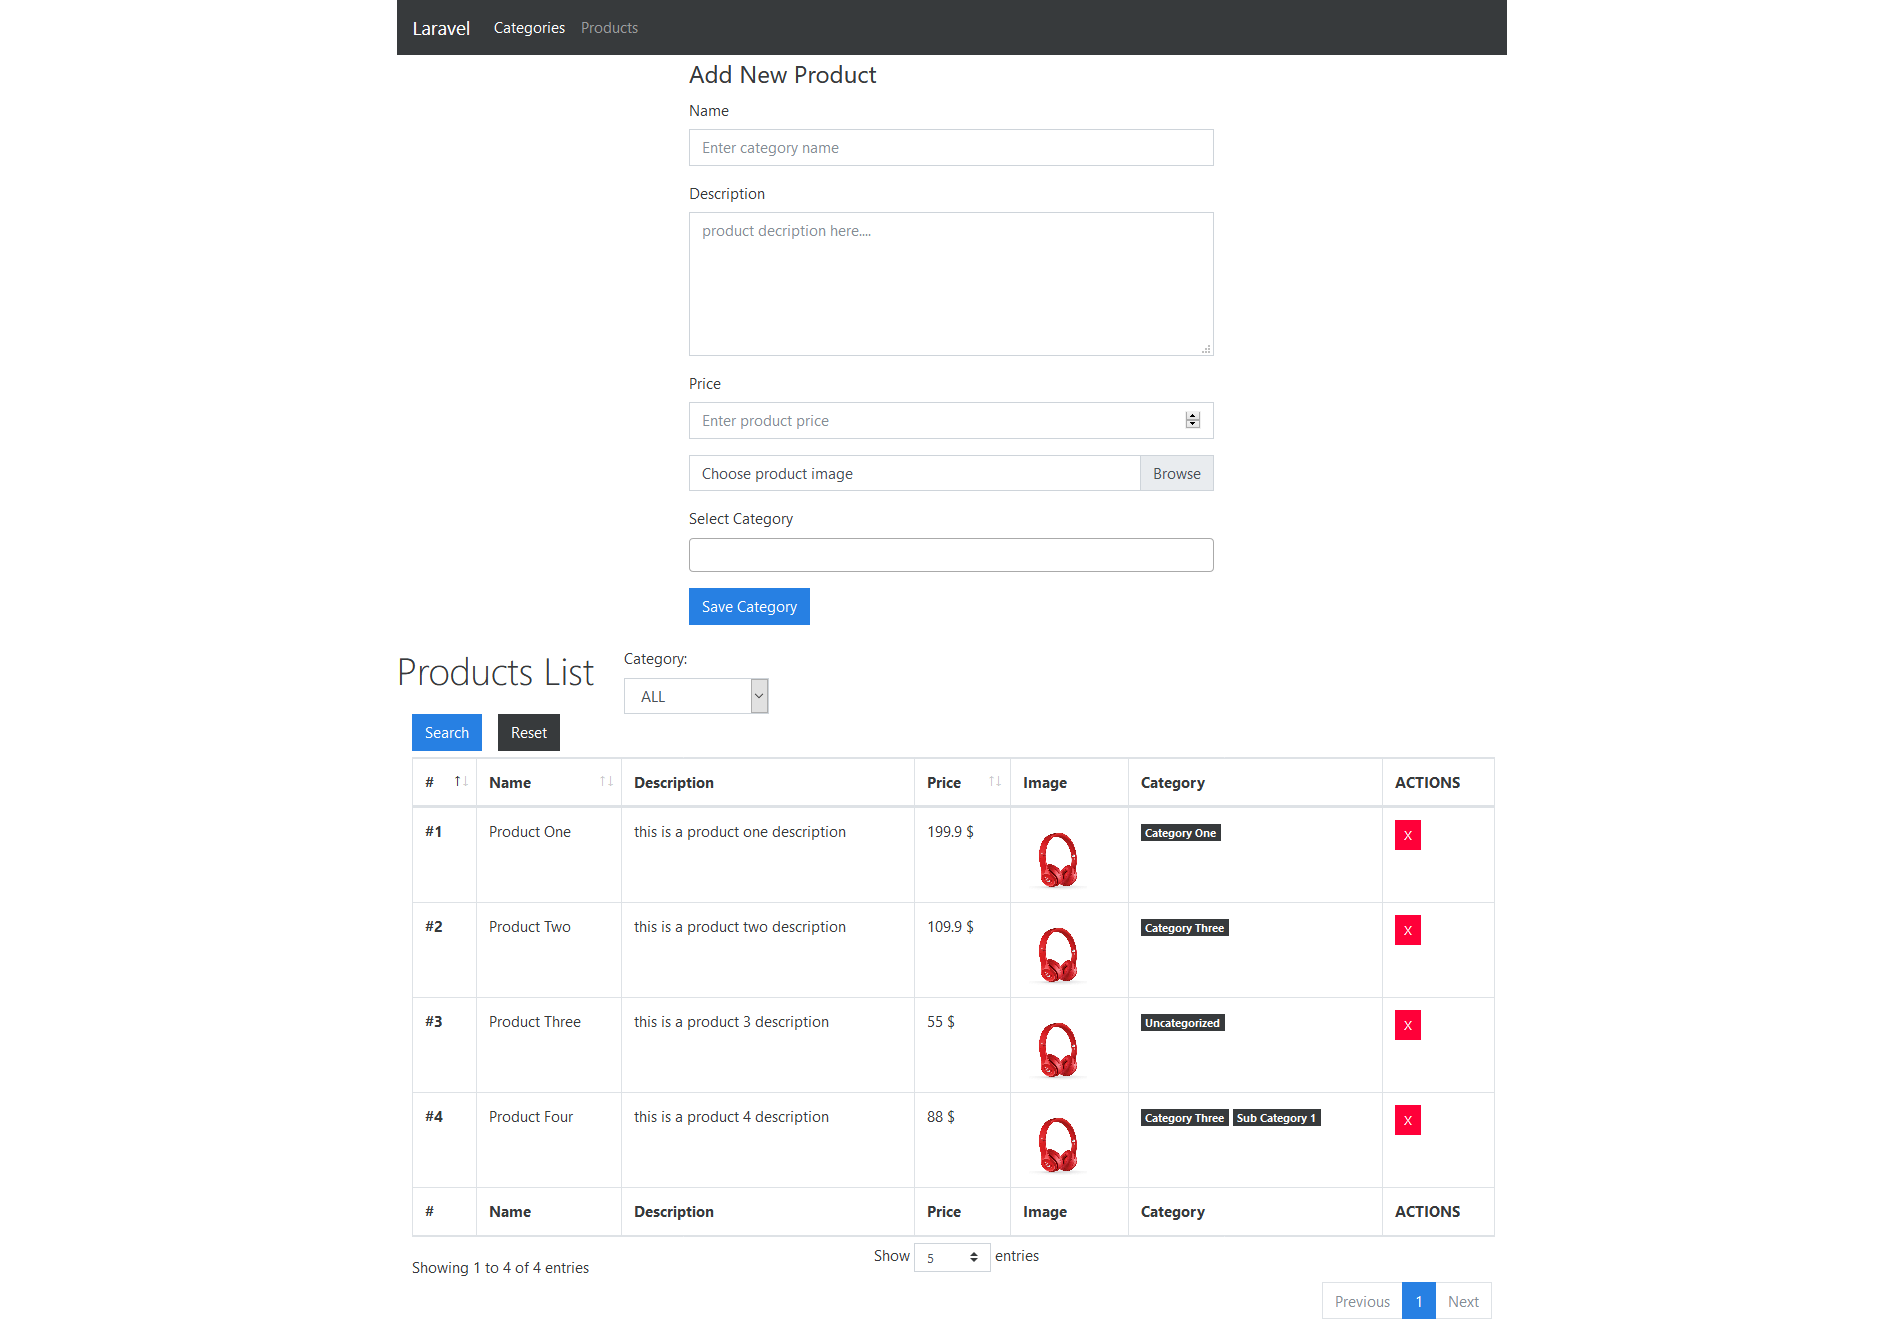 Laravel Categories Products
Add New Product
Name
Enter category name
Description
product decription here....
Price
Enter product price
Choose product image Browse
Select Category
Save Category
Products List
Category:
ALL
Search Reset
# Name Description Price Image Category ACTIONS
#1 Product One this is a product one description 199.9 $ Category One X
#2 Product Two this is a product two description 109.9 $ Category Three X
#3 Product Three this is a product 3 description 55 $ Uncategorized X
#4 Product Four this is a product 4 description 88 $ Category Three Sub Category 1 X
# Name Description Price Image Category ACTIONS
Showing 1 to 4 of 4 entries
Show 5 entries
Previous 1 Next